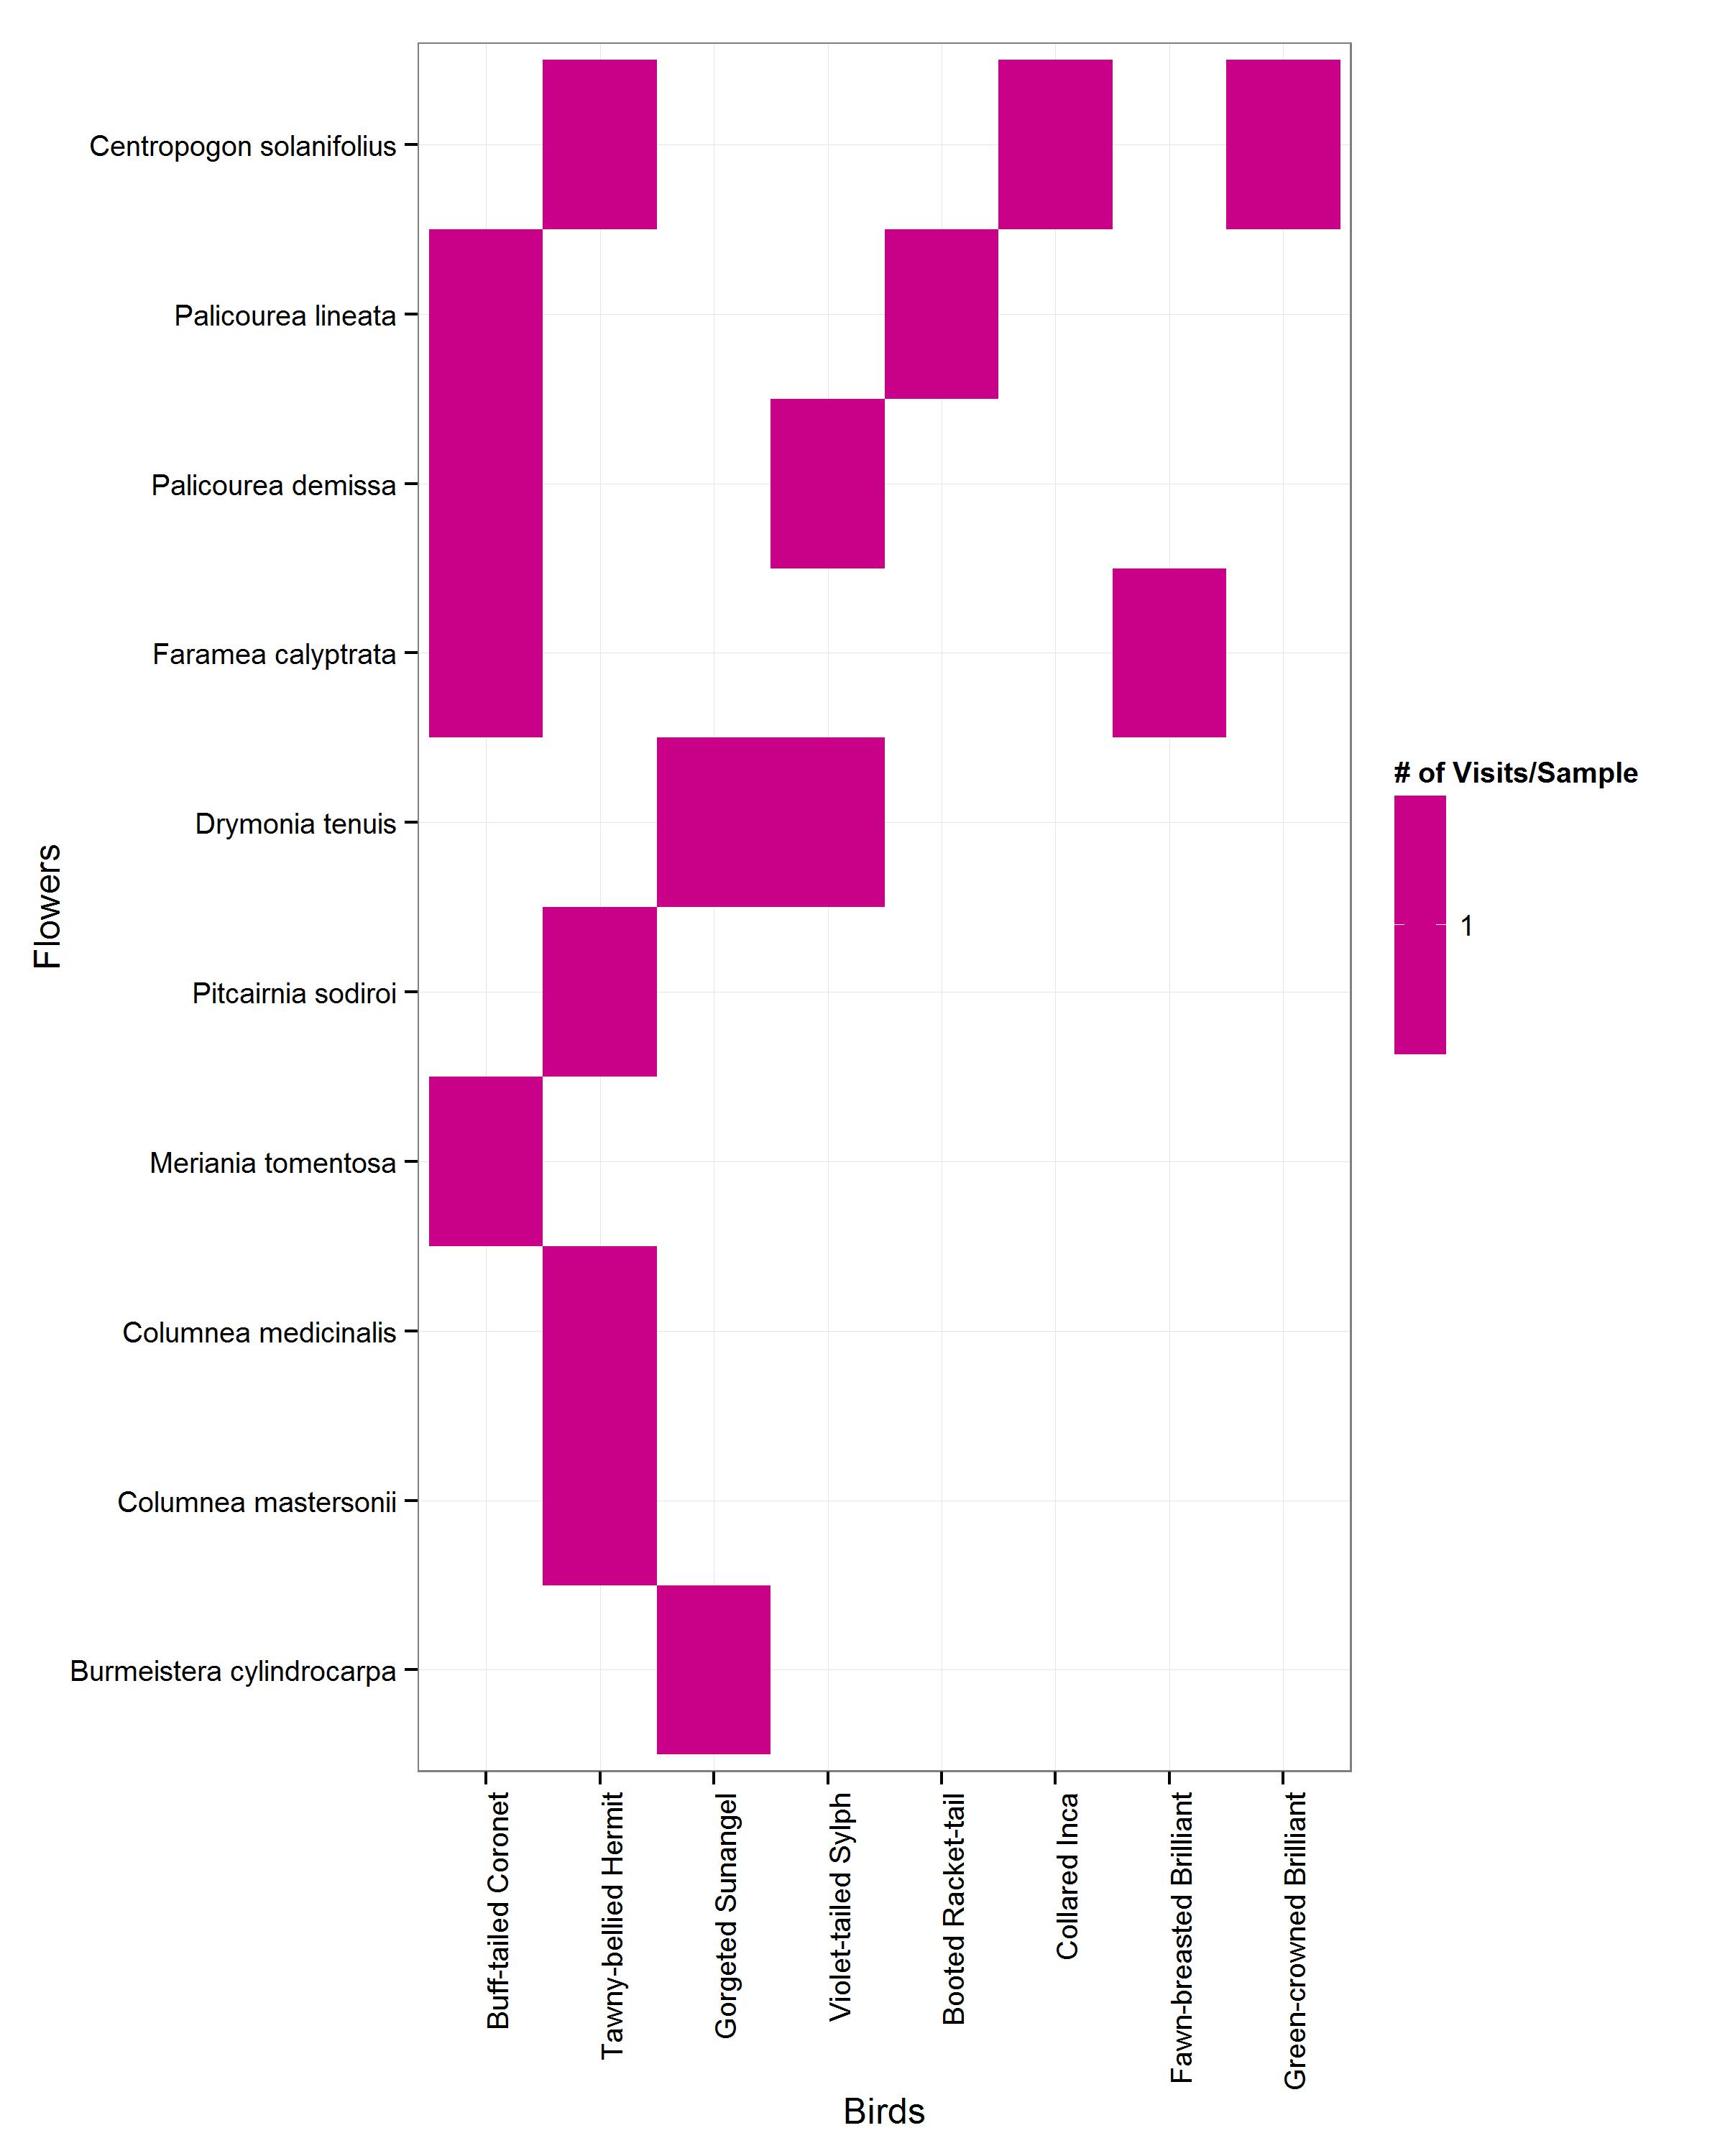 Centropogon solanifolius
Palicourea lineata
Palicourea demissa
Faramea calyptrata
Drymonia tenuis
Pitcairnia sodiroi
Meriania tomentosa
Columnea medicinalis
Columnea mastersonii
Burmeistera cylindrocarpa
Flowers
Buff-tailed Coronet
Tawny-bellied Hermit
Gorgeted Sunangel
Violet-tailed Sylph
Booted Racket-tail
Collared Inca
Fawn-breasted Brilliant
Green-crowned Brilliant
Birds
# of Visits/Sample
1